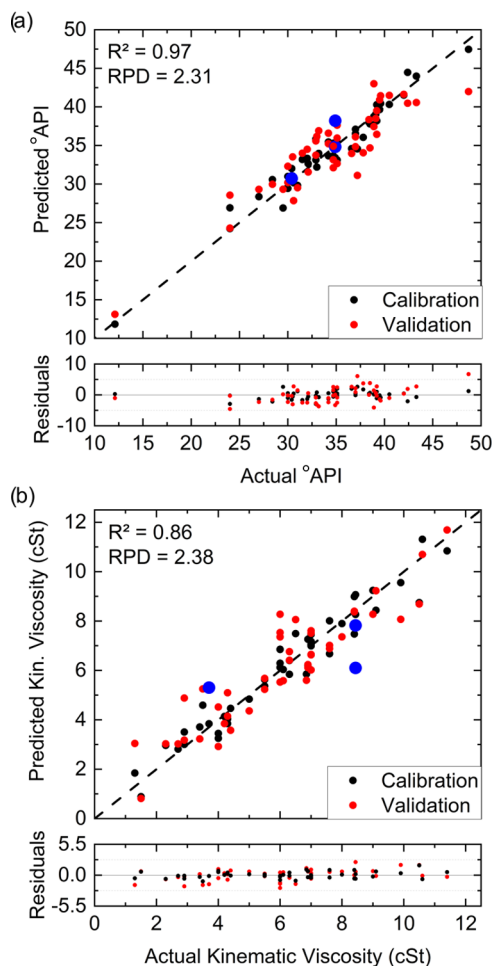 (a)
R² = 0.97
RPD = 2.31
Predicted °API
50
45
40
35
30
25
20
15
10
Calibration
Validation
Residuals
10
0
-10
10 15 20 25 30 35 40 45 50
Actual °API
(b)
R² = 0.86
RPD = 2.38
Predicted Kin. Viscosity (cSt)
12
10
8
6
4
2
0
Calibration
Validation
Residuals
5.5
0.0
-5.5
0 2 4 6 8 10 12
Actual Kinematic Viscosity (cSt)